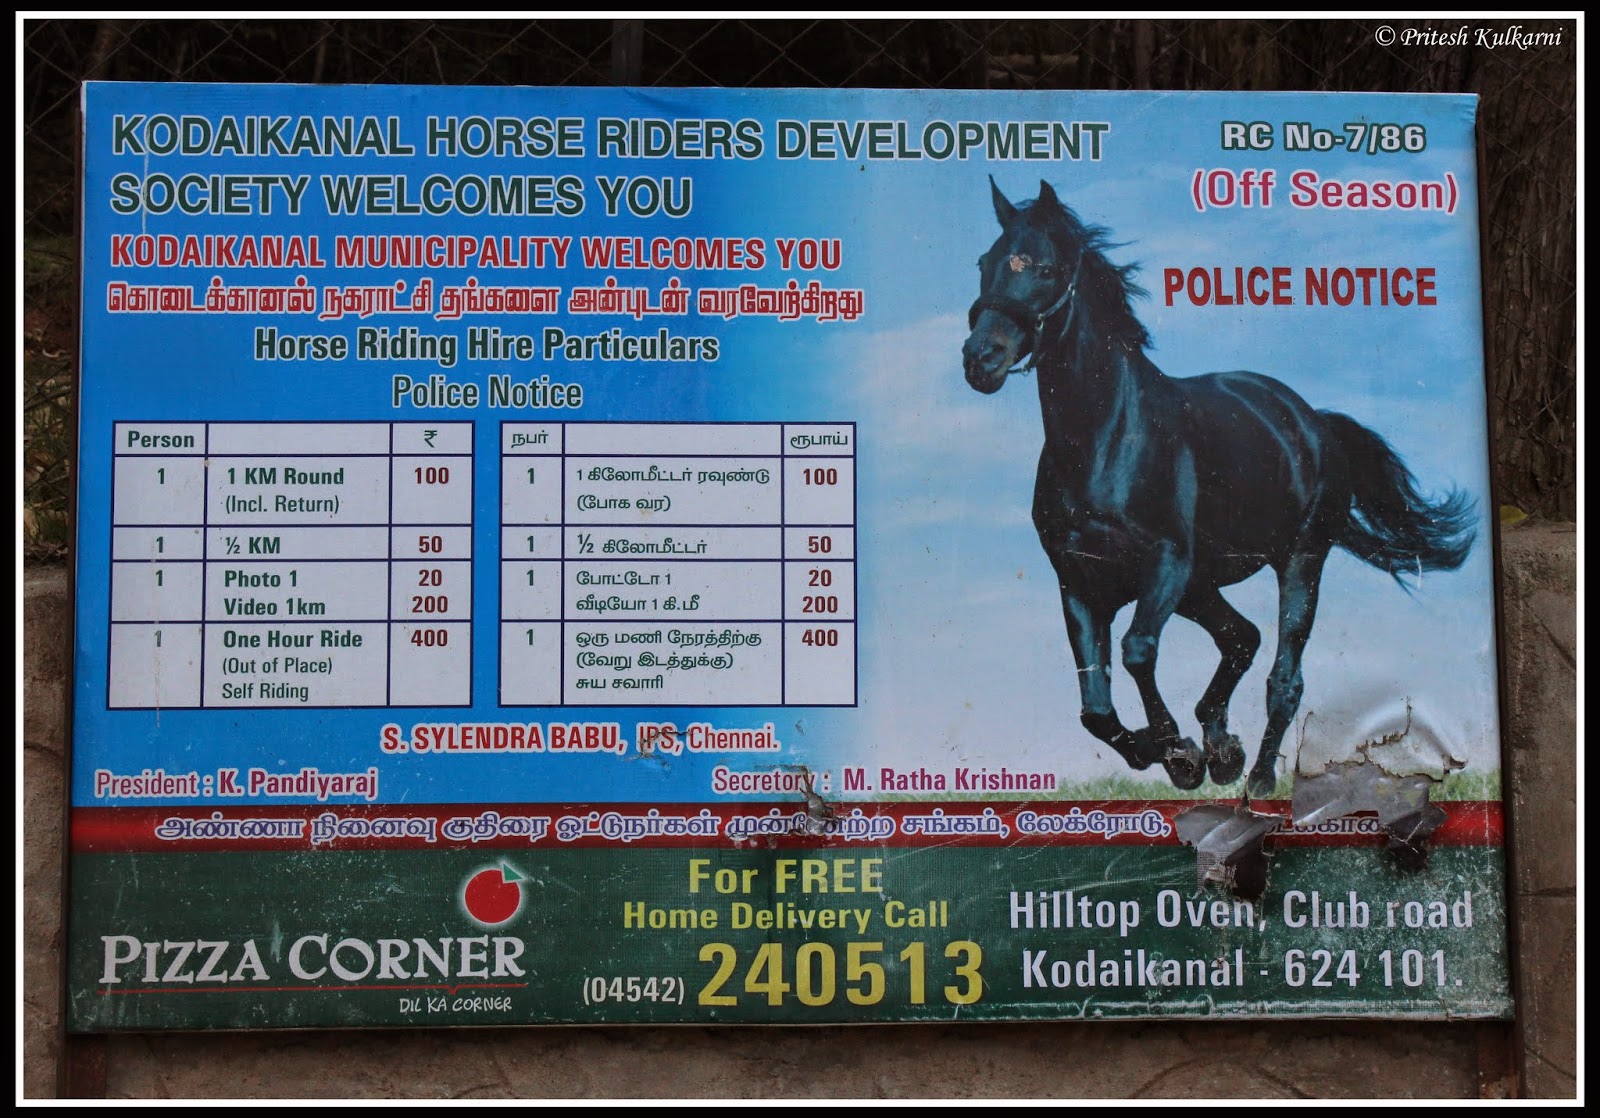 © Pritesh Kulkarni
KODAIKANAL HORSE RIDERS DEVELOPMENT
SOCIETY WELCOMES YOU
RC No-7/86
(Off Season)
POLICE NOTICE
KODAIKANAL MUNICIPALITY WELCOMES YOU
கொடைக்கானல் நகராட்சி தங்களை அன்புடன் வரவேற்கிறது
Horse Riding Hire Particulars
Police Notice
Person ₹
1 1 KM Round 100
(Incl. Return)
1 ½ KM 50
1 Photo 1 20
Video 1km 200
1 One Hour Ride 400
(Out of Place)
Self Riding
நபர் ரூபாய்
1 1 கிலோமீட்டர் ரவுண்டு 100
(போக வர)
1 ½ கிலோமீட்டர் 50
1 போட்டோ 1 20
வீடியோ 1 கி.மீ 200
1 ஒரு மணி நேரத்திற்கு 400
(வேறு இடத்துக்கு)
சுய சவாரி
S. SYLENDRA BABU, IPS, Chennai.
President : K. Pandiyaraj
Secretory : M. Ratha Krishnan
அண்ணா நினைவு குதிரை ஓட்டுநர்கள் முன்னேற்ற சங்கம், லேக்ரோடு,
PIZZA CORNER
DIL KA CORNER
For FREE
Home Delivery Call
(04542) 240513
Hilltop Oven, Club road
Kodaikanal - 624 101.